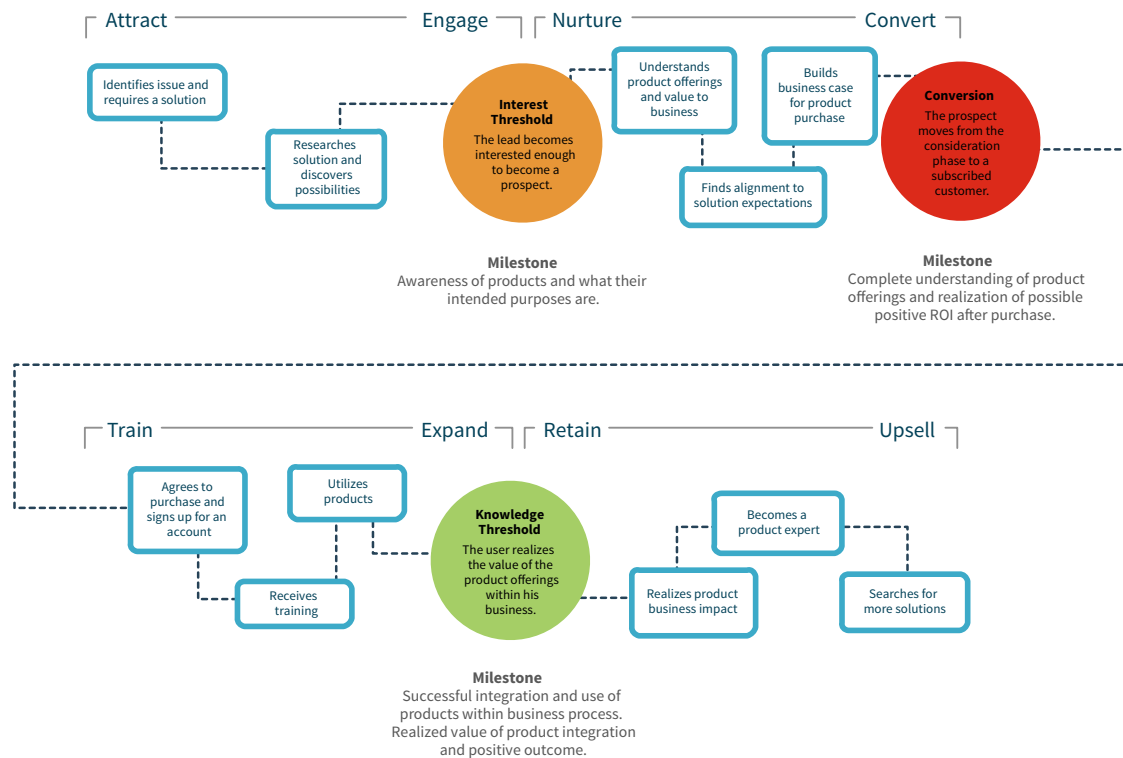 Attract
Engage
Nurture
Convert
Identifies issue and
requires a solution
Researches
solution and
discovers
possibilities
Interest
Threshold
The lead becomes
interested enough
to become a
prospect.
Understands
product offerings
and value to
business
Finds alignment to
solution expectations
Builds
business case
for product
purchase
Conversion
The prospect
moves from the
consideration
phase to a
subscribed
customer.
Milestone
Awareness of products and what their
intended purposes are.
Milestone
Complete understanding of product
offerings and realization of possible
positive ROI after purchase.
Train
Expand
Retain
Upsell
Agrees to
purchase and
signs up for an
account
Receives
training
Utilizes
products
Knowledge
Threshold
The user realizes
the value of the
product offerings
within his
business.
Realizes product
business impact
Becomes a
product expert
Searches for
more solutions
Milestone
Successful integration and use of
products within business process.
Realized value of product integration
and positive outcome.